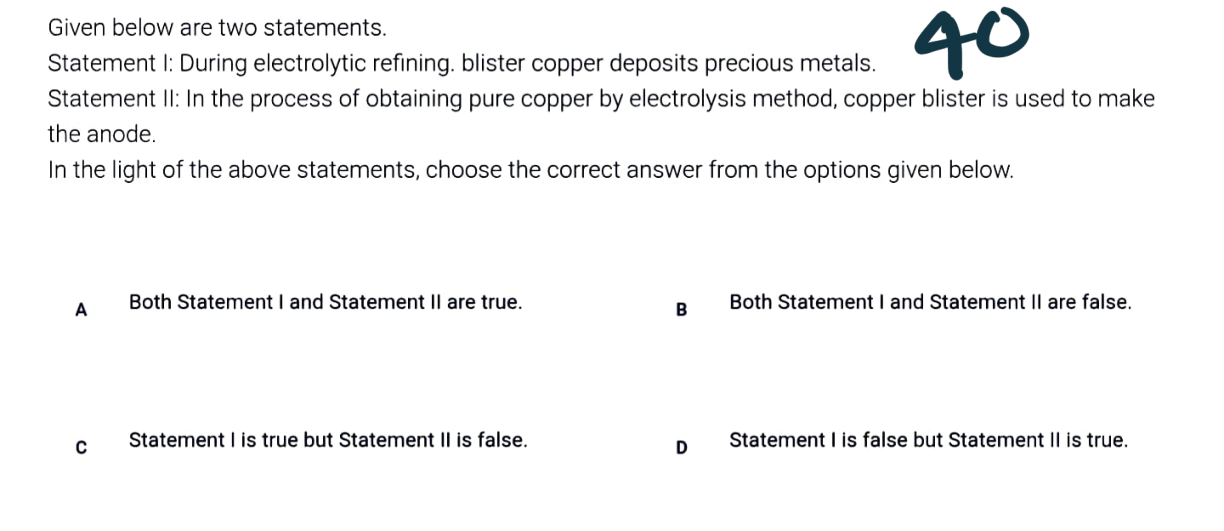 Given below are two statements.
40
Statement I: During electrolytic refining. blister copper deposits precious metals.
Statement II: In the process of obtaining pure copper by electrolysis method, copper blister is used to make
the anode.
In the light of the above statements, choose the correct answer from the options given below.
A Both Statement I and Statement II are true.
B Both Statement I and Statement II are false.
C Statement I is true but Statement II is false.
D Statement I is false but Statement II is true.